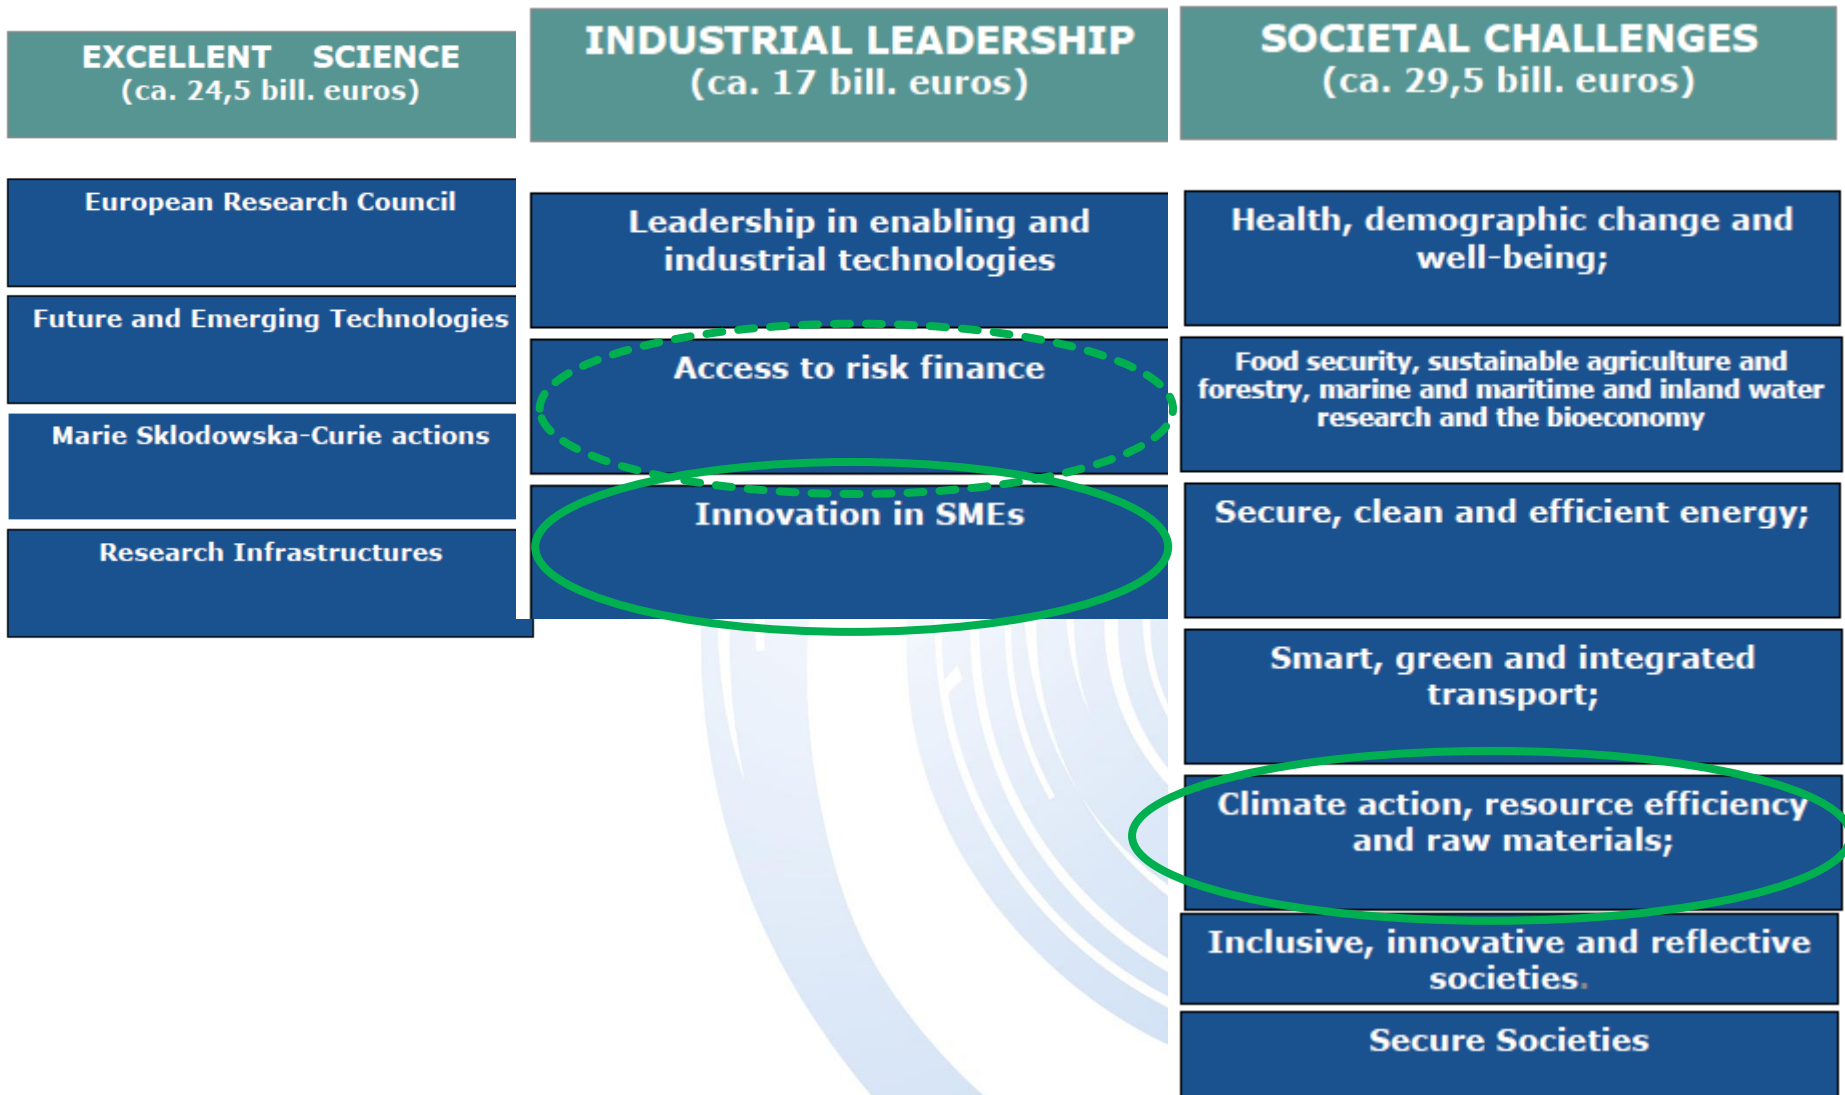 EXCELLENT SCIENCE
(ca. 24,5 bill. euros)
European Research Council
Future and Emerging Technologies
Marie Sklodowska-Curie actions
Research Infrastructures
INDUSTRIAL LEADERSHIP
(ca. 17 bill. euros)
Leadership in enabling and
industrial technologies
Access to risk finance
Innovation in SMEs
SOCIETAL CHALLENGES
(ca. 29,5 bill. euros)
Health, demographic change and
well-being;
Food security, sustainable agriculture and
forestry, marine and maritime and inland water
research and the bioeconomy
Secure, clean and efficient energy;
Smart, green and integrated
transport;
Climate action, resource efficiency
and raw materials;
Inclusive, innovative and reflective
societies.
Secure Societies